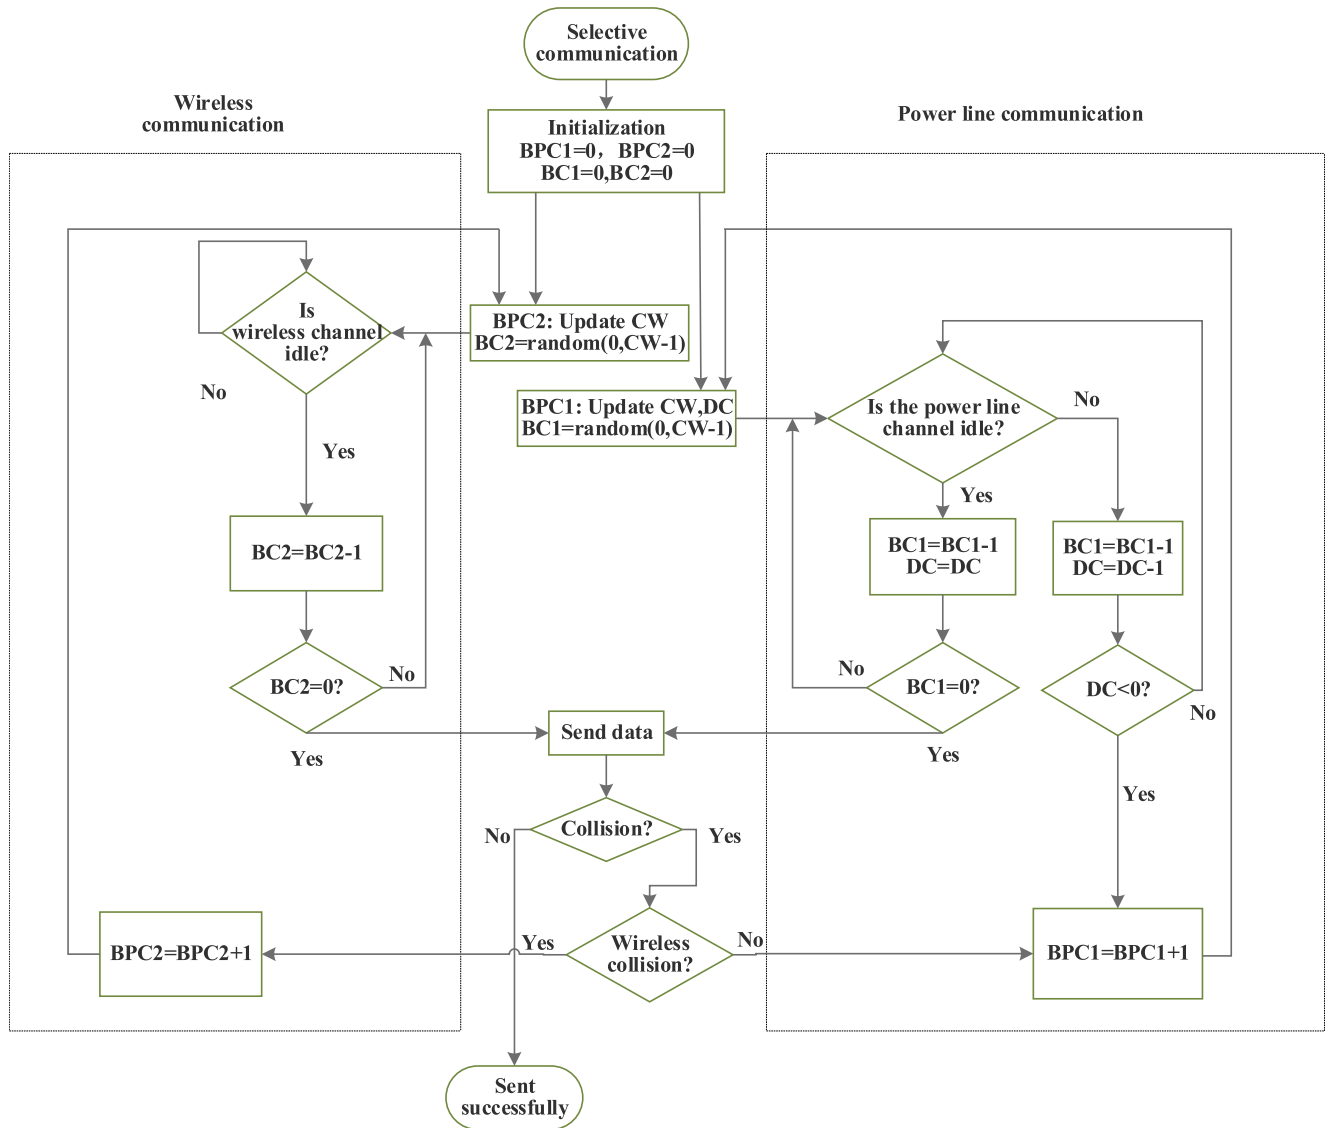 Selective
communication
Wireless
communication
Power line communication
Initialization
BPC1=0, BPC2=0
BC1=0,BC2=0
Is
wireless channel
idle?
No
Yes
BPC2: Update CW
BC2=random(0,CW-1)
BPC1: Update CW,DC
BC1=random(0,CW-1)
Is the power line
channel idle?
No
Yes
BC2=BC2-1
BC1=BC1-1
DC=DC
BC1=BC1-1
DC=DC-1
BC2=0?
No
Yes
No
BC1=0?
Yes
DC<0?
No
Yes
Send data
Collision?
No
Yes
Wireless
collision?
Yes
No
BPC2=BPC2+1
BPC1=BPC1+1
Sent
successfully